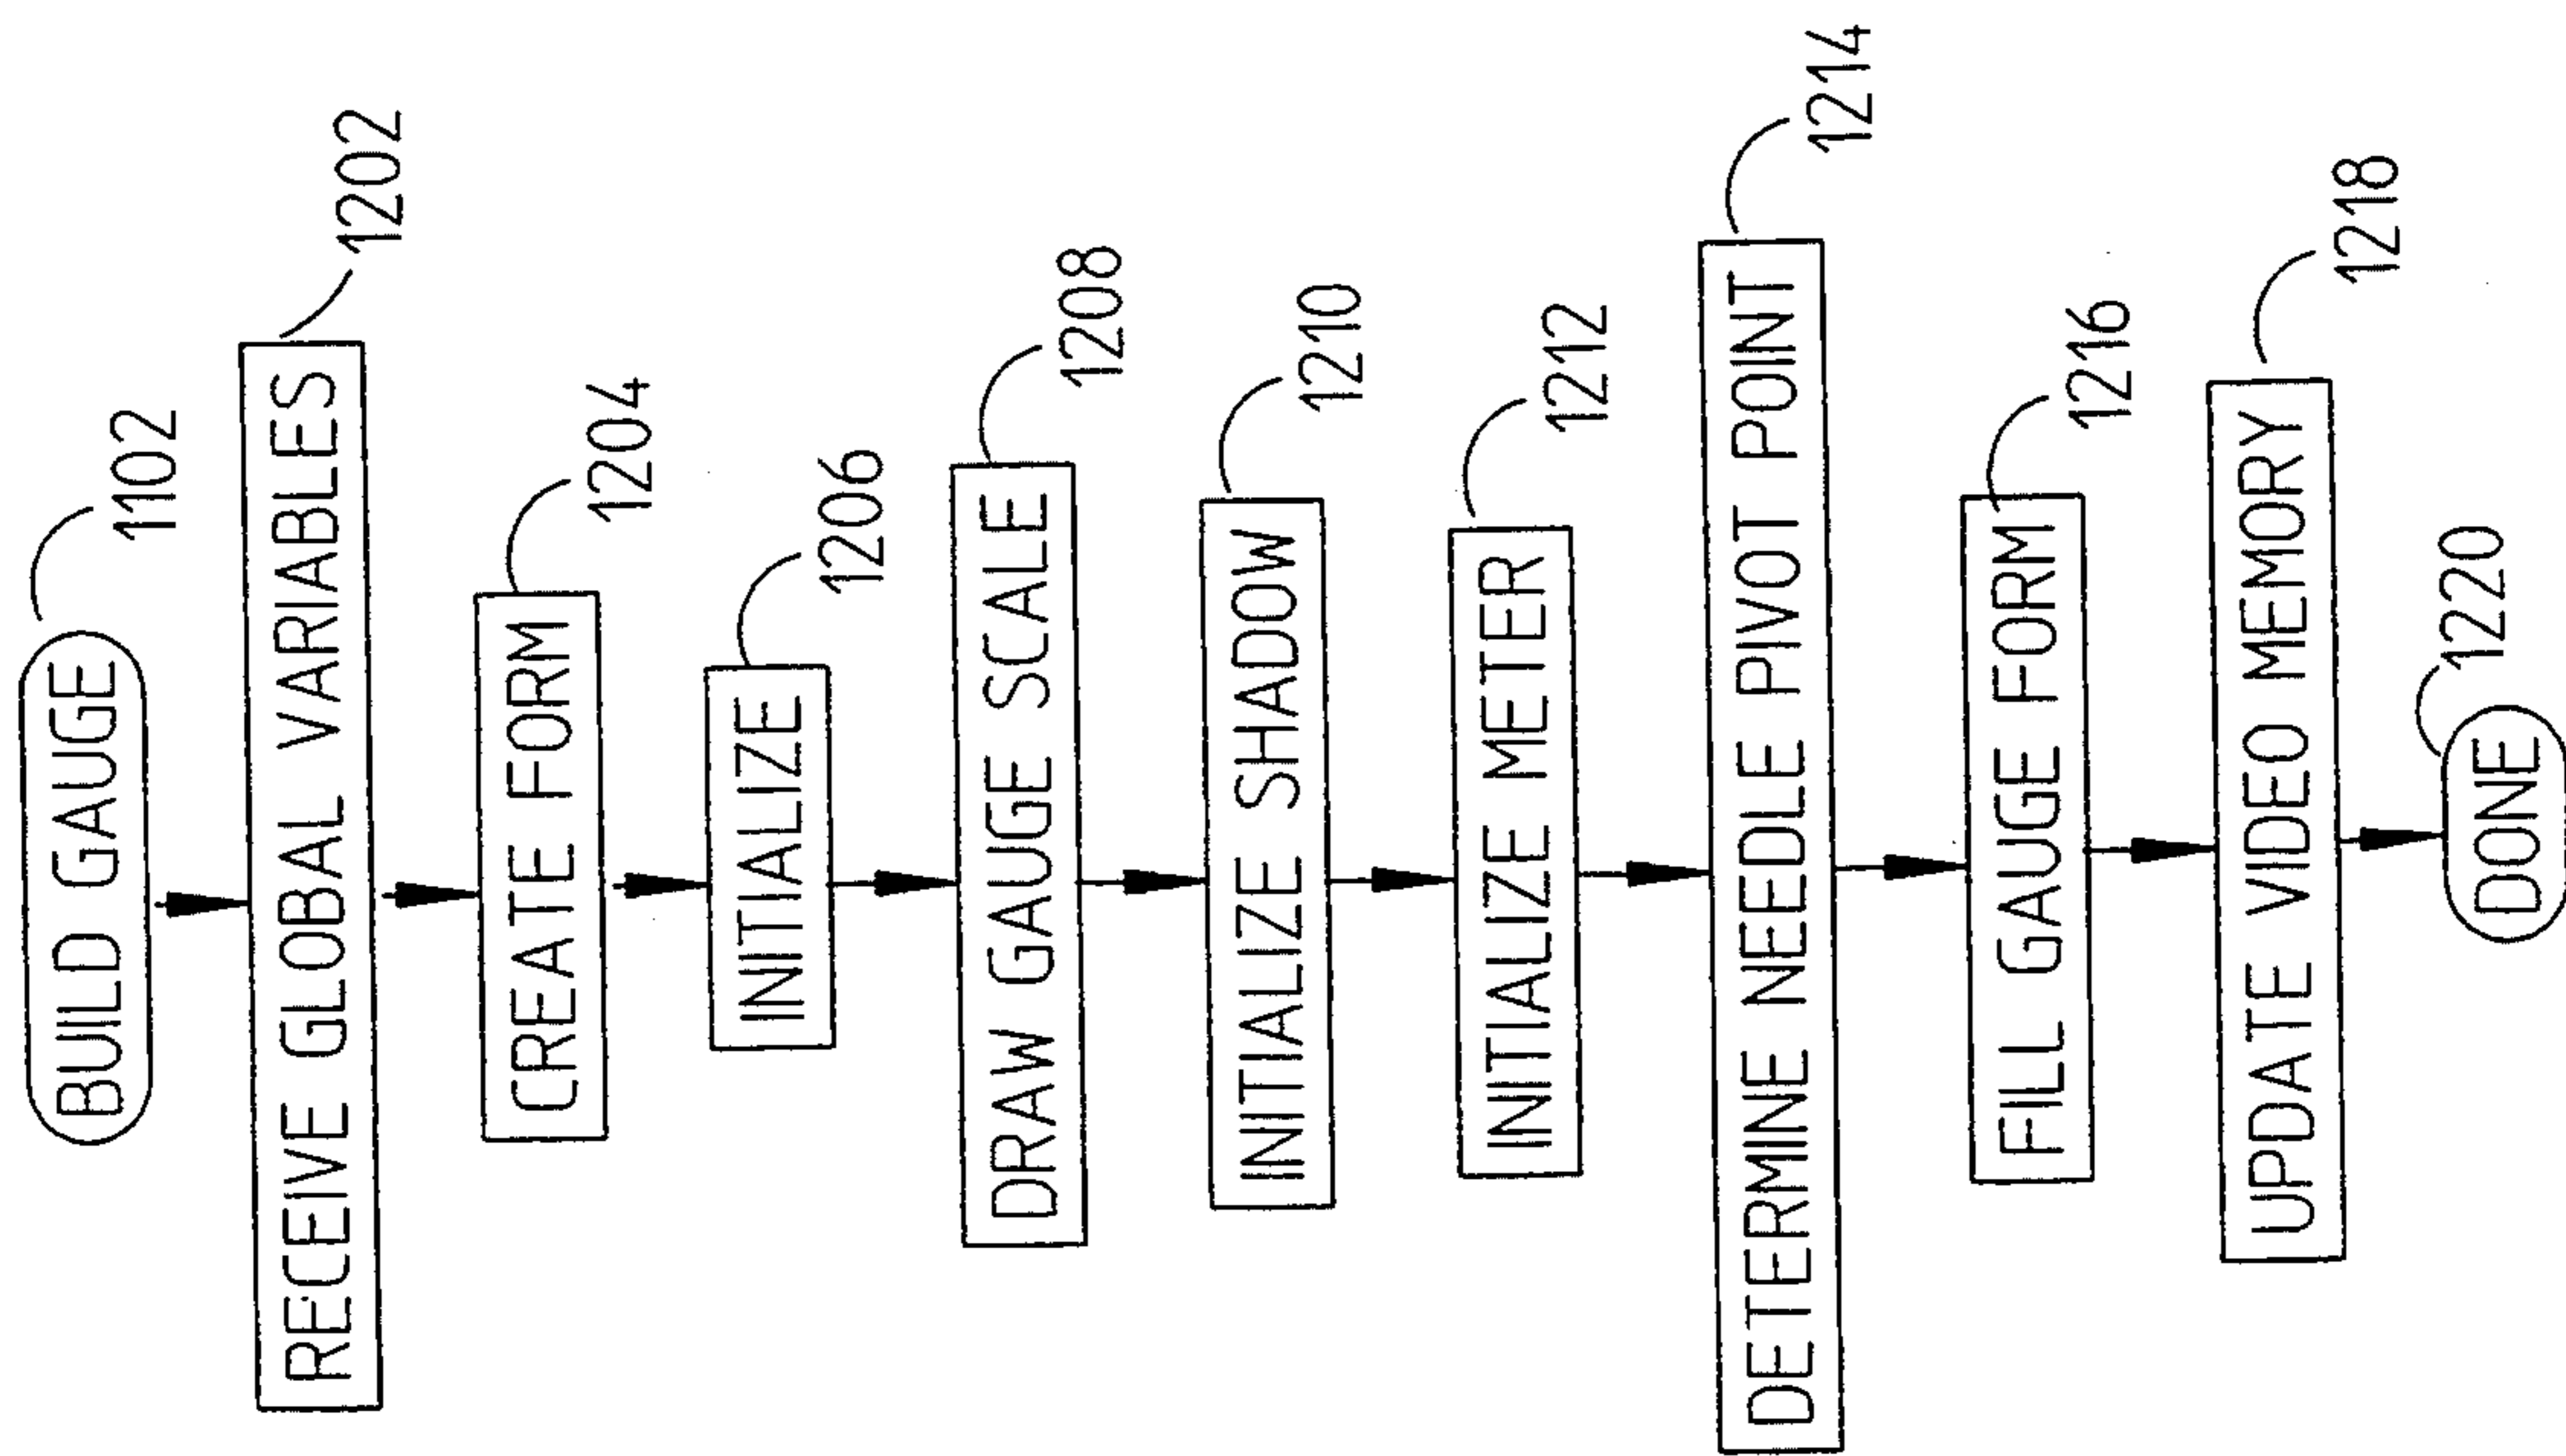 BUILD GAUGE
1102
RECEIVE GLOBAL VARIABLES
1202
CREATE FORM
1204
INITIALIZE
1206
DRAW GAUGE SCALE
1208
INITIALIZE SHADOW
1210
INITIALIZE METER
1212
DETERMINE NEEDLE PIVOT POINT
1214
FILL GAUGE FORM
1216
UPDATE VIDEO MEMORY
1218
DONE
1220